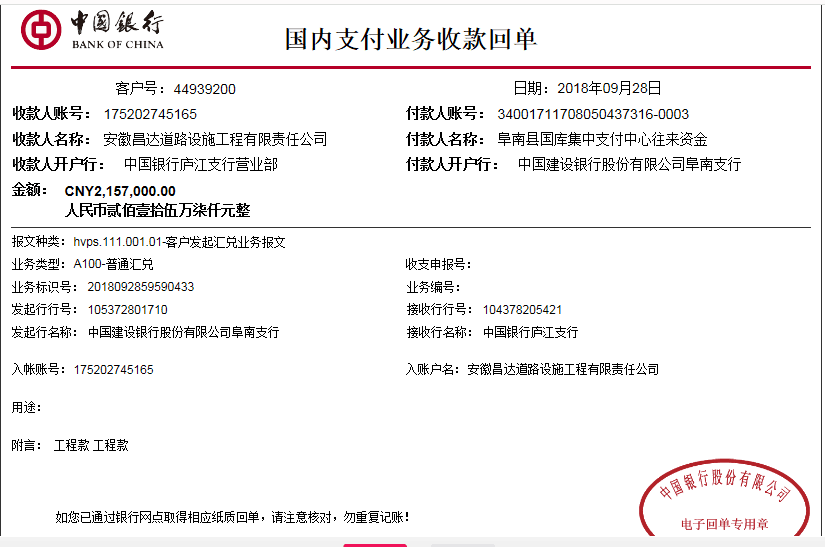 中国银行
BANK OF CHINA
国内支付业务收款回单
客户号：44939200 日期：2018年09月28日
收款人账号：175202745165 付款人账号：34001711708050437316-0003
收款人名称：安徽昌达道路设施工程有限责任公司 付款人名称：阜南县国库集中支付中心往来资金
收款人开户行：中国银行庐江支行营业部 付款人开户行：中国建设银行股份有限公司阜南支行
金额：CNY2,157,000.00
人民币贰佰壹拾伍万柒仟元整
报文种类：hvps.111.001.01-客户发起汇兑业务报文
业务类型：A100-普通汇兑 收支申报号：
业务标识号：2018092859590433 业务编号：
发起行行号：105372801710 接收行行号：104378205421
发起行名称：中国建设银行股份有限公司阜南支行 接收行名称：中国银行庐江支行
入帐账号：175202745165 入账户名：安徽昌达道路设施工程有限责任公司
用途：
附言：工程款 工程款
中国银行股份有限公司
电子回单专用章
如您已通过银行网点取得相应纸质回单，请注意核对，勿重复记账！